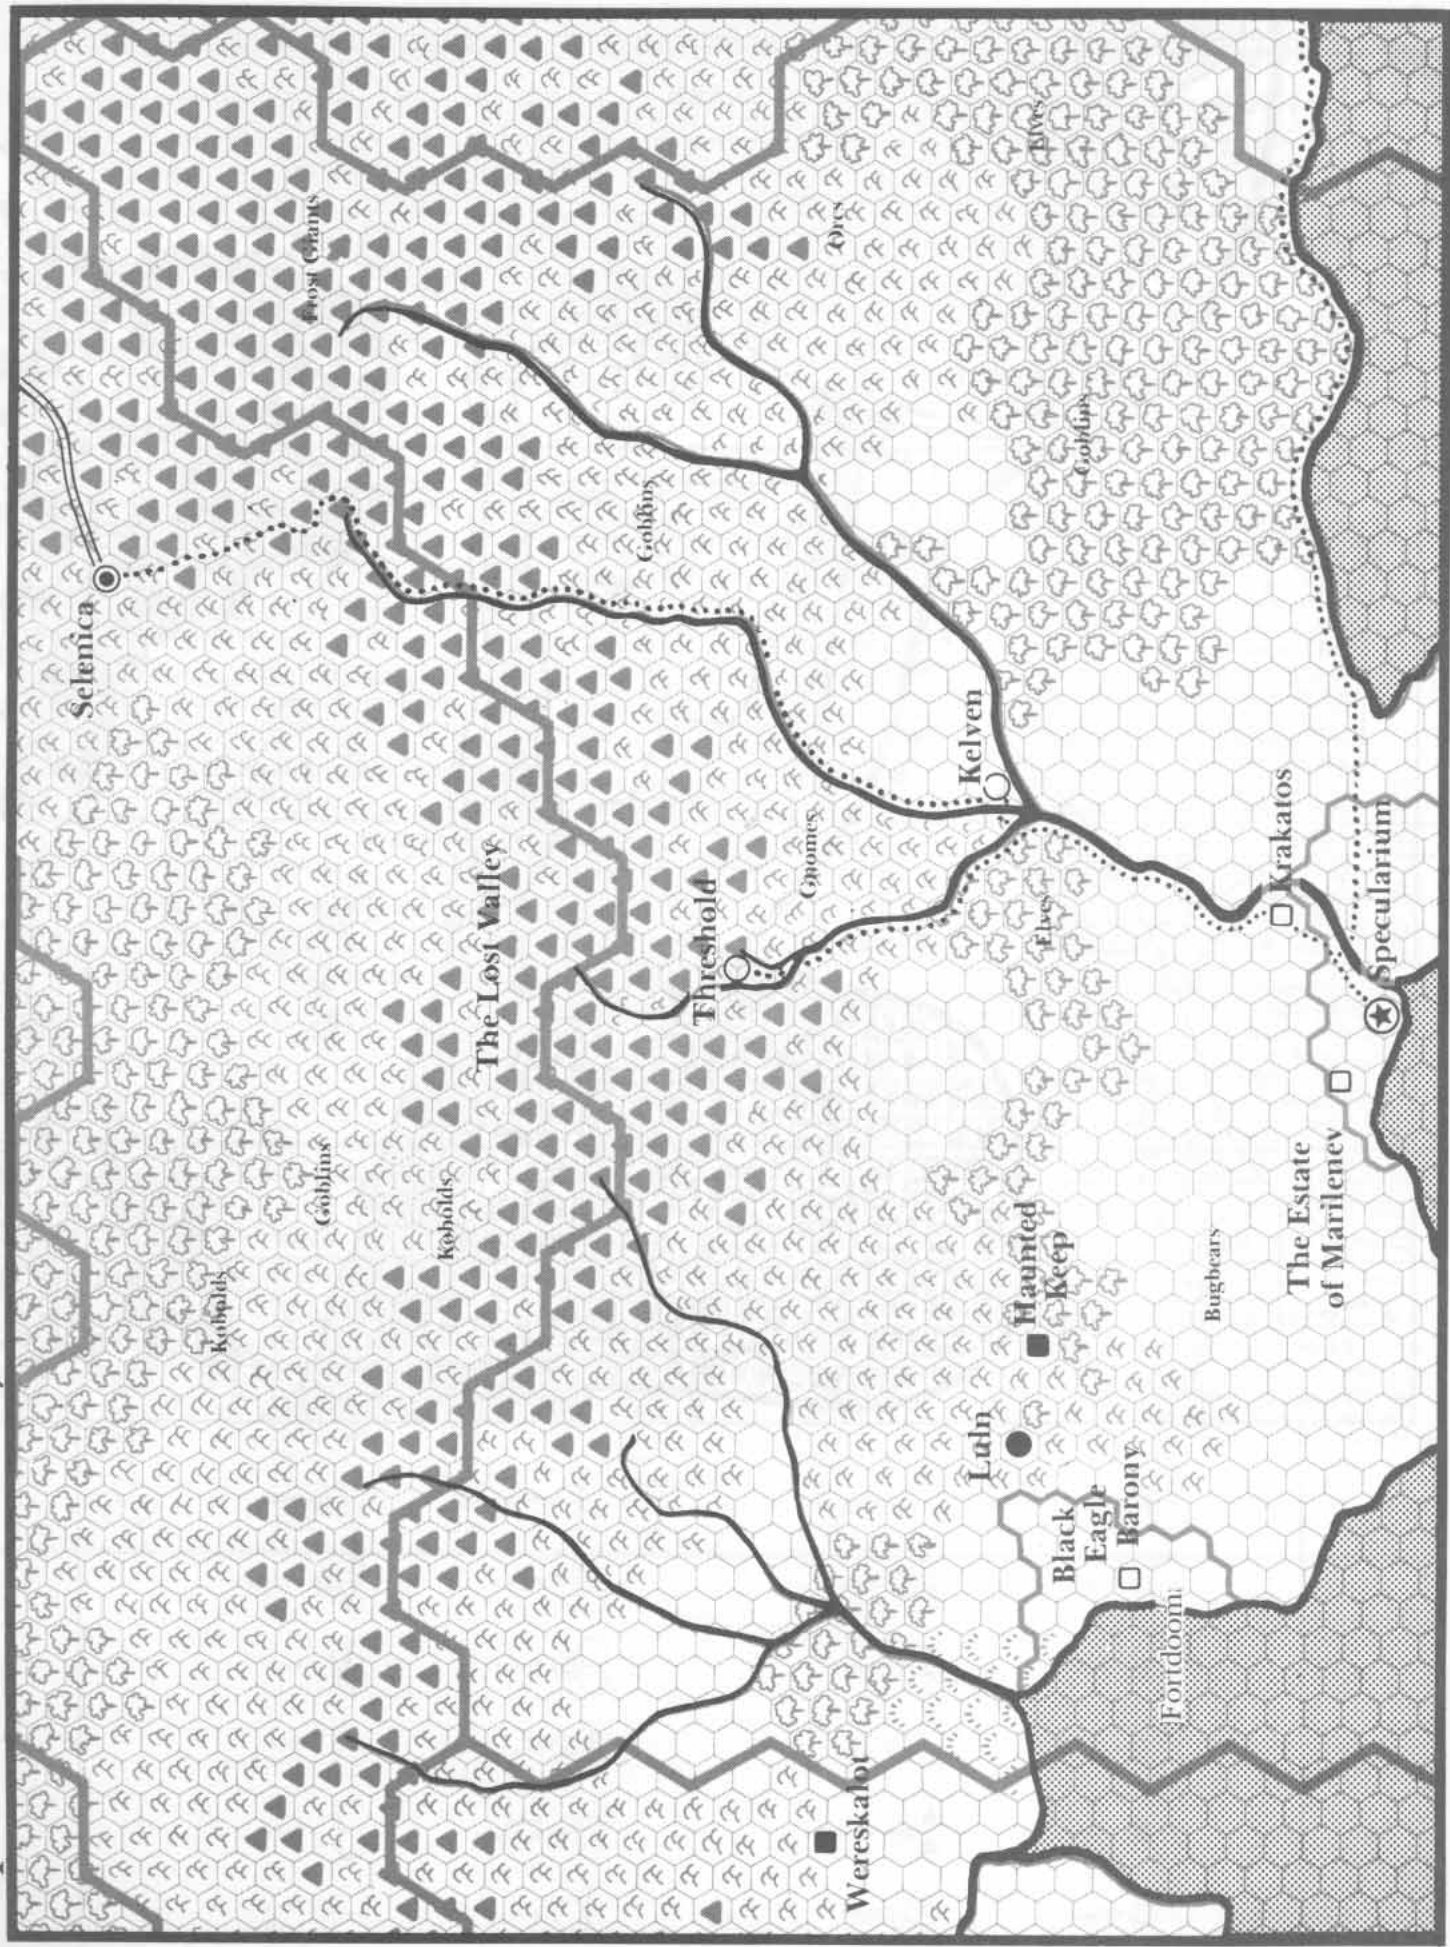 Selenica
Kobolds
Goblins
Frost Giants
Kobolds
The Lost Valley
Goblins
Threshold
Gnomes
Orcs
Wereskalot
Luln
Kelven
Haunted
Keep
Elves
Elves
Black
Eagle
Barony
Goblins
Fortdoom
Bugbears
Krakatos
The Estate
of Marilenev
Specularium